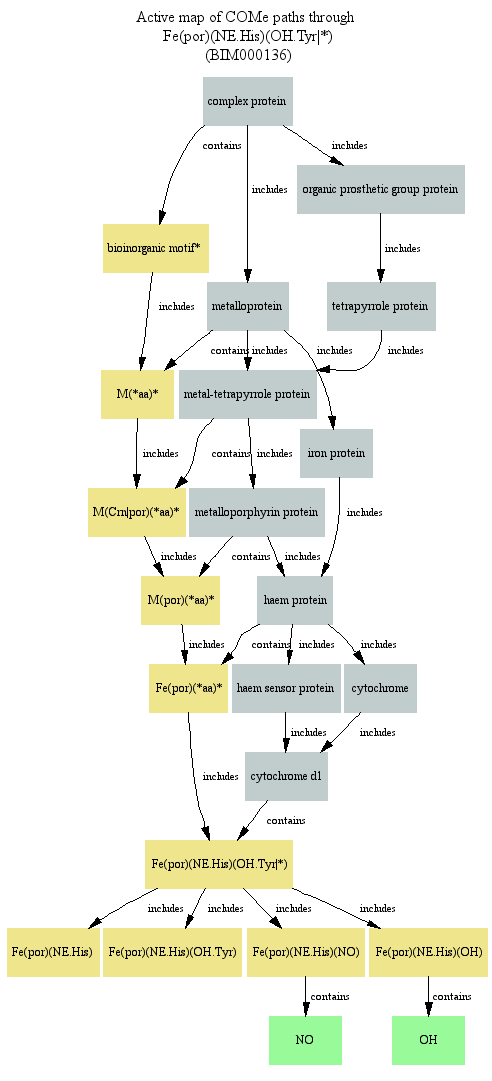 Active map of COMe paths through
Fe(por)(NE.His)(OH.Tyr|*)
(BIM000136)
complex protein
contains
includes
includes
organic prosthetic group protein
bioinorganic motif*
includes
includes
metalloprotein
tetrapyrrole protein
contains
includes
includes
includes
M(*aa)*
metal-tetrapyrrole protein
iron protein
includes
contains
includes
includes
M(Crn|por)(*aa)*
metalloporphyrin protein
includes
contains
includes
M(por)(*aa)*
haem protein
includes
contains
includes
includes
Fe(por)(*aa)*
haem sensor protein
cytochrome
includes
includes
includes
cytochrome d1
contains
Fe(por)(NE.His)(OH.Tyr|*)
includes
includes
includes
includes
Fe(por)(NE.His)
Fe(por)(NE.His)(OH.Tyr)
Fe(por)(NE.His)(NO)
Fe(por)(NE.His)(OH)
contains
contains
NO
OH